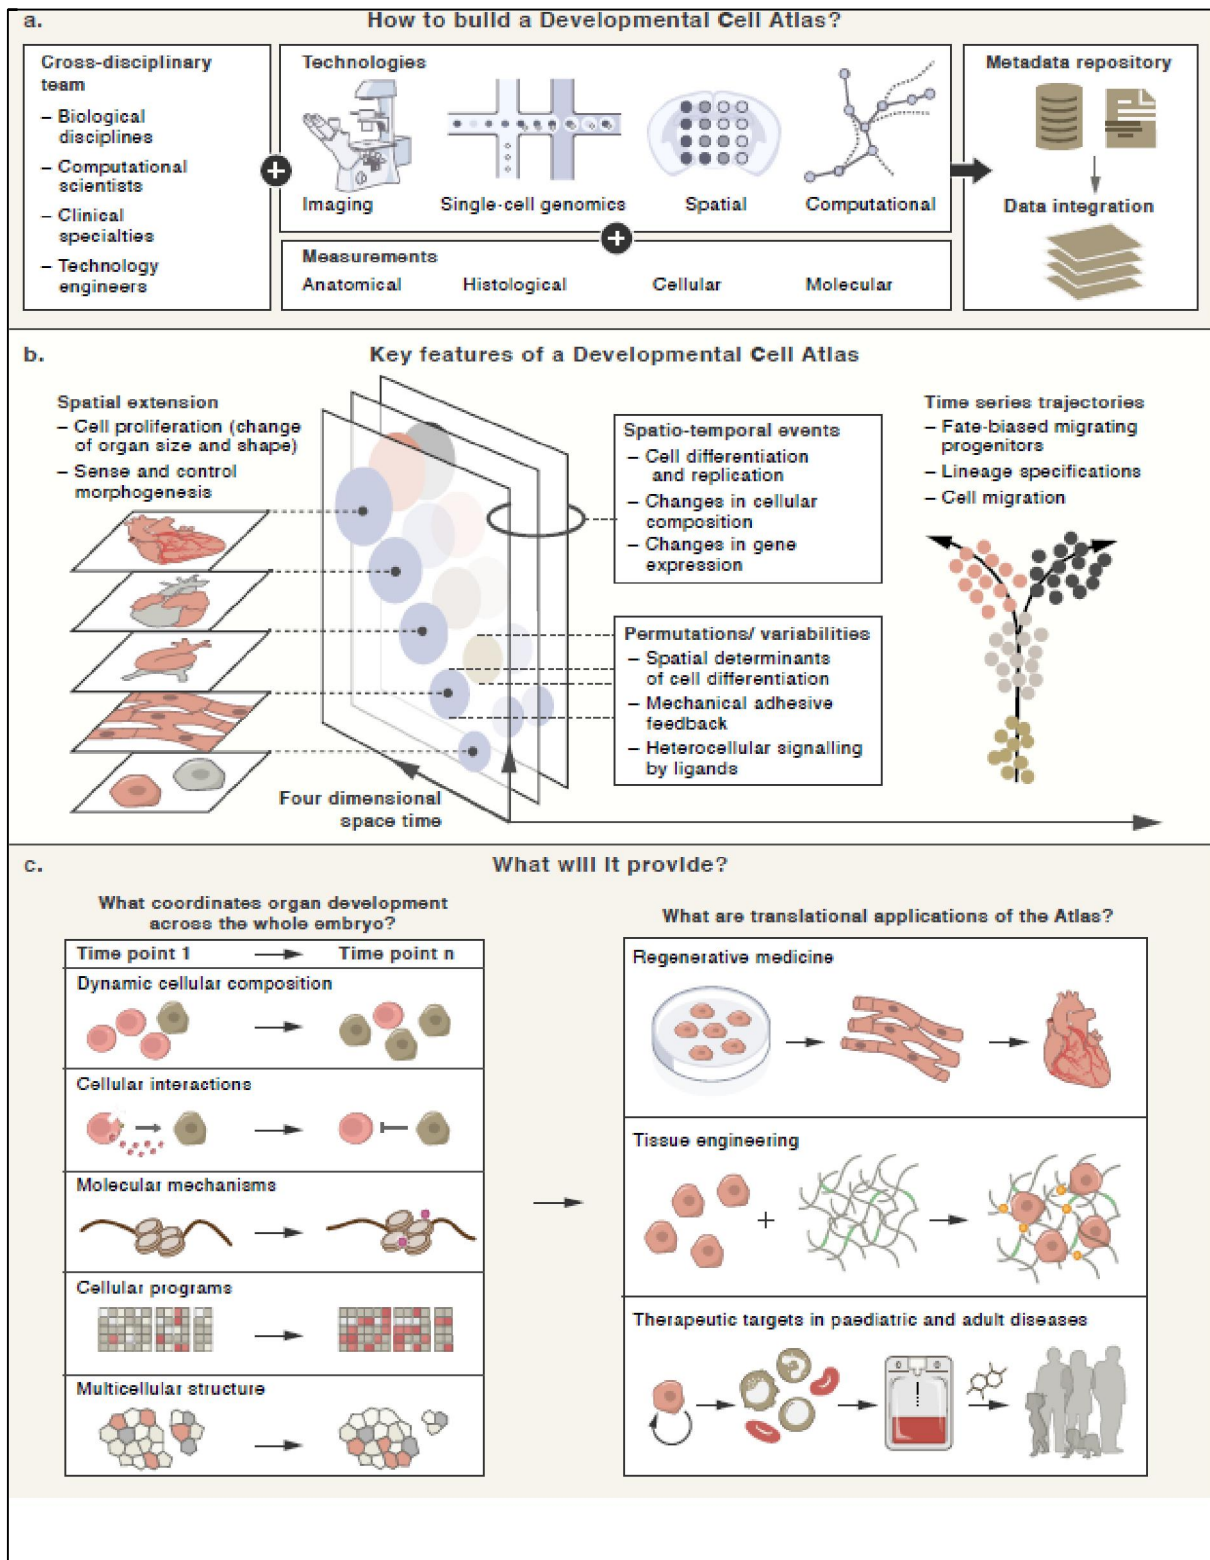 a.
How to build a Developmental Cell Atlas?
Cross-disciplinary
team
– Biological
disciplines
– Computational
scientists
– Clinical
specialties
– Technology
engineers
Technologies
Imaging
Single-cell genomics
Spatial
Computational
Measurements
Anatomical
Histological
Cellular
Molecular
Metadata repository
Data integration
b.
Key features of a Developmental Cell Atlas
Spatial extension
– Cell proliferation (change
of organ size and shape)
– Sense and control
morphogenesis
Four dimensional
space time
Spatio-temporal events
– Cell differentiation
and replication
– Changes in cellular
composition
– Changes in gene
expression
Permutations/ variabilities
– Spatial determinants
of cell differentiation
– Mechanical adhesive
feedback
– Heterocellular signalling
by ligands
Time series trajectories
– Fate-biased migrating
progenitors
– Lineage specifications
– Cell migration
c.
What will it provide?
What coordinates organ development
across the whole embryo?
Time point 1
Time point n
Dynamic cellular composition
Cellular interactions
Molecular mechanisms
Cellular programs
Multicellular structure
What are translational applications of the Atlas?
Regenerative medicine
Tissue engineering
Therapeutic targets in paediatric and adult diseases